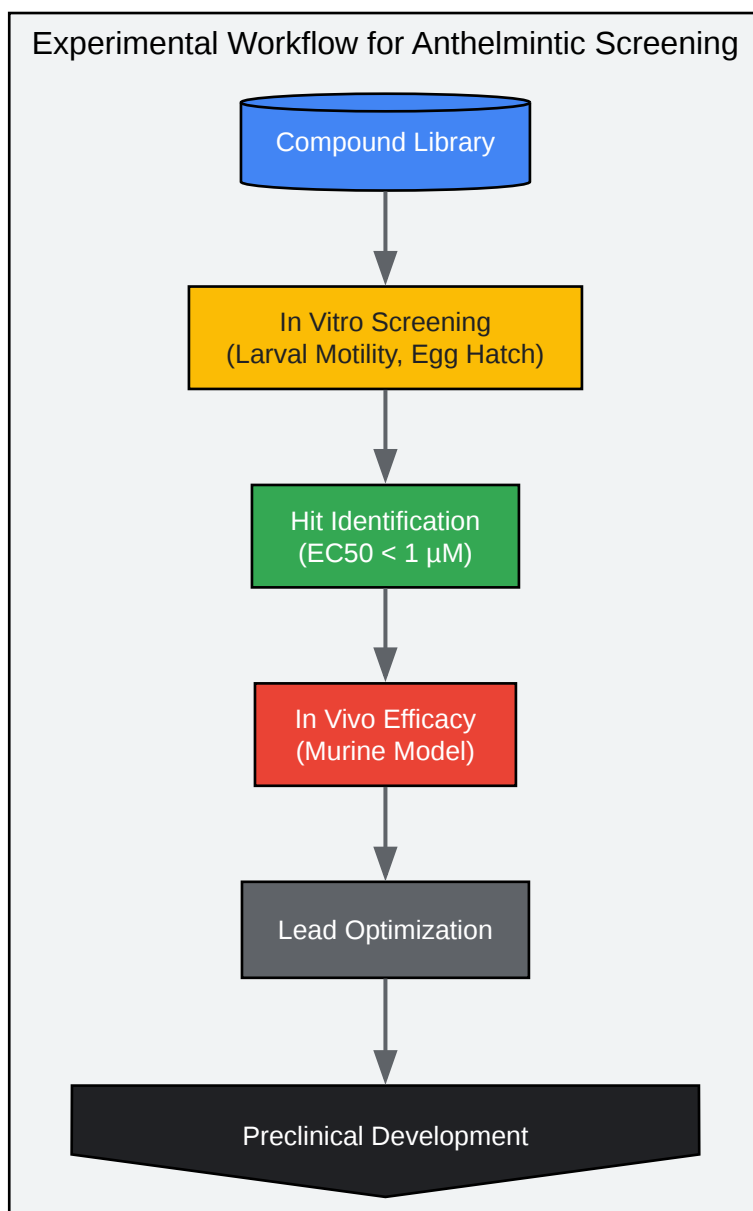 Experimental Workflow for Anthelmintic Screening
Compound Library
In Vitro Screening
(Larval Motility, Egg Hatch)
Hit Identification
(EC50 < 1 µM)
In Vivo Efficacy
(Murine Model)
Lead Optimization
Preclinical Development